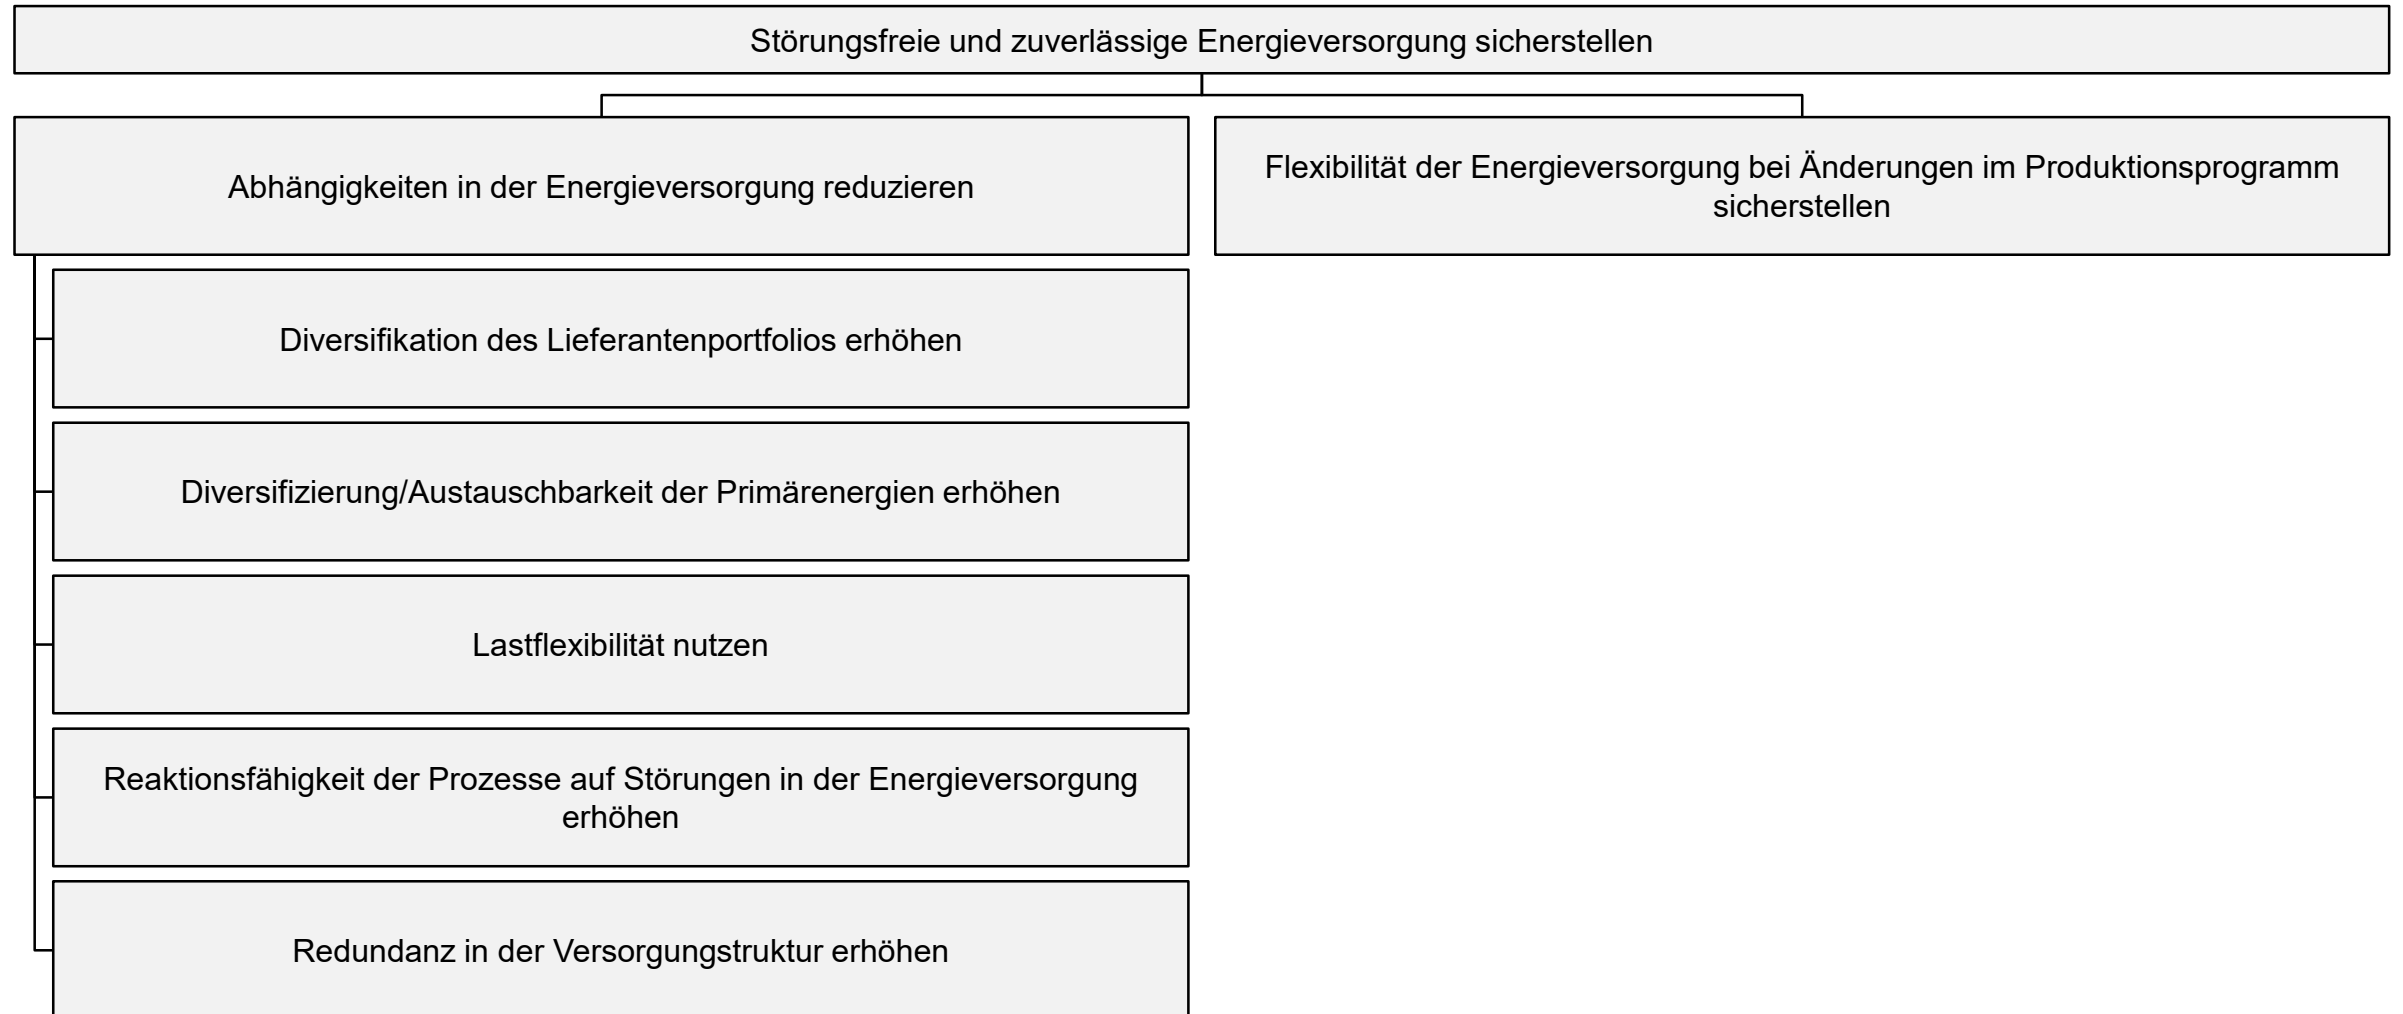 Störungsfreie und zuverlässige Energieversorgung sicherstellen
Abhängigkeiten in der Energieversorgung reduzieren
Flexibilität der Energieversorgung bei Änderungen im Produktionsprogramm
sicherstellen
Diversifikation des Lieferantenportfolios erhöhen
Diversifizierung/Austauschbarkeit der Primärenergien erhöhen
Lastflexibilität nutzen
Reaktionsfähigkeit der Prozesse auf Störungen in der Energieversorgung
erhöhen
Redundanz in der Versorgungstruktur erhöhen